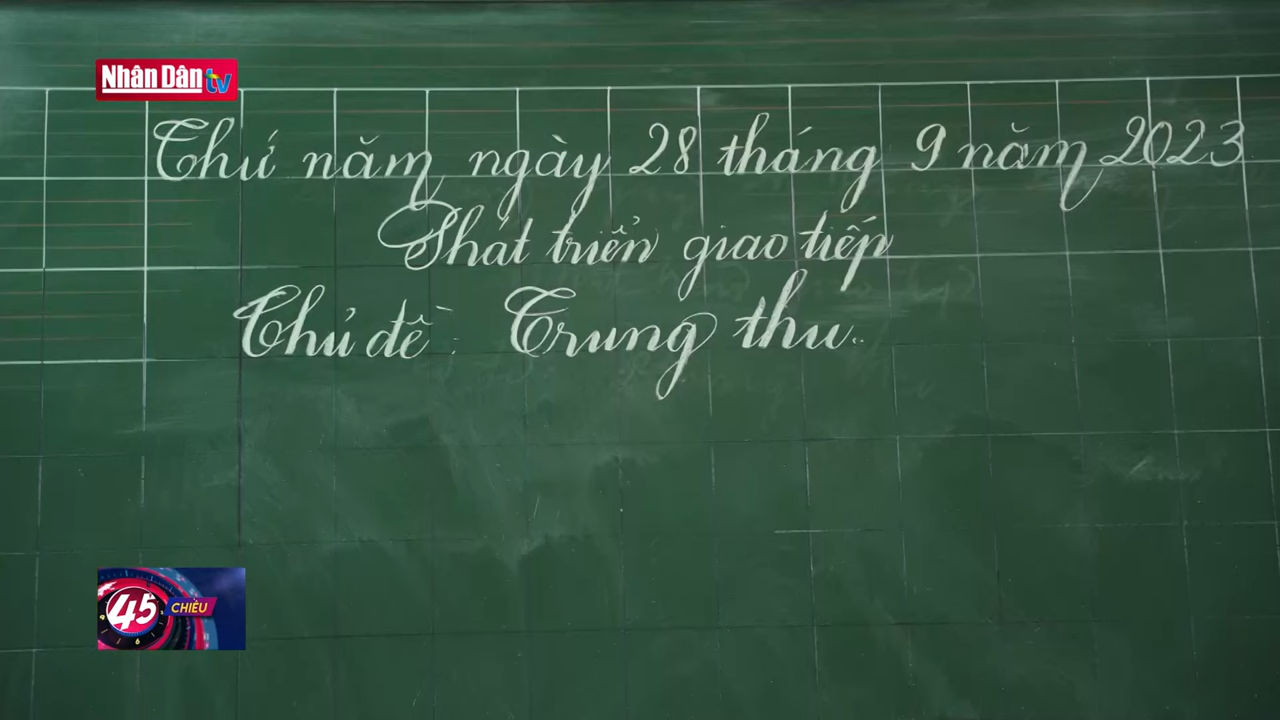 Nhân Dân tv
Thứ năm, ngày 28 tháng 9 năm 2023
Phát triển giao tiếp
Chủ đề: Trung thu.
45 CHIỀU